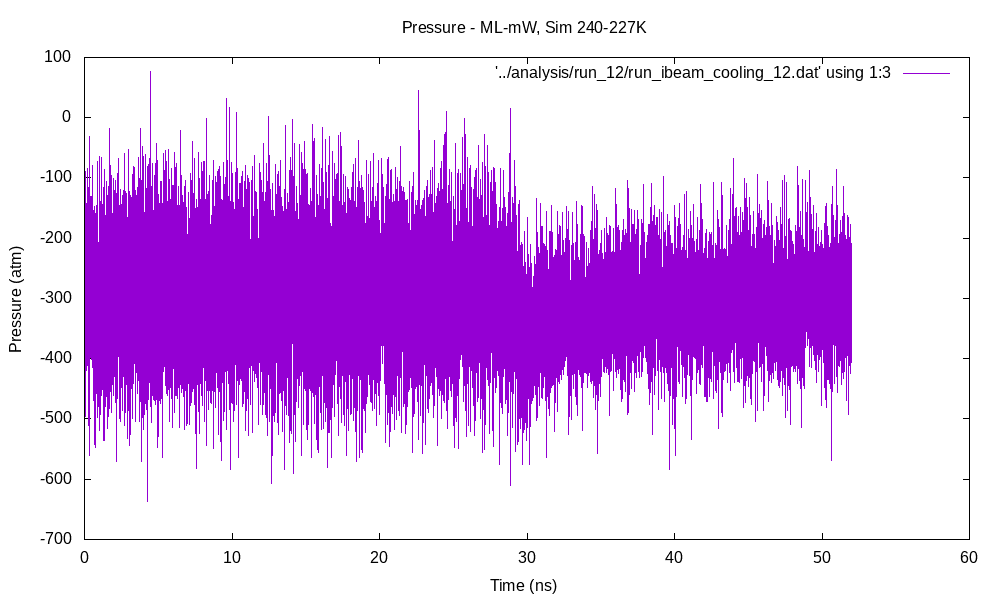 Pressure - ML-mW, Sim 240-227K
'../analysis/run_12/run_ibeam_cooling_12.dat' using 1:3
100
0
-100
-200
-300
-400
-500
-600
-700
Pressure (atm)
0 10 20 30 40 50 60
Time (ns)